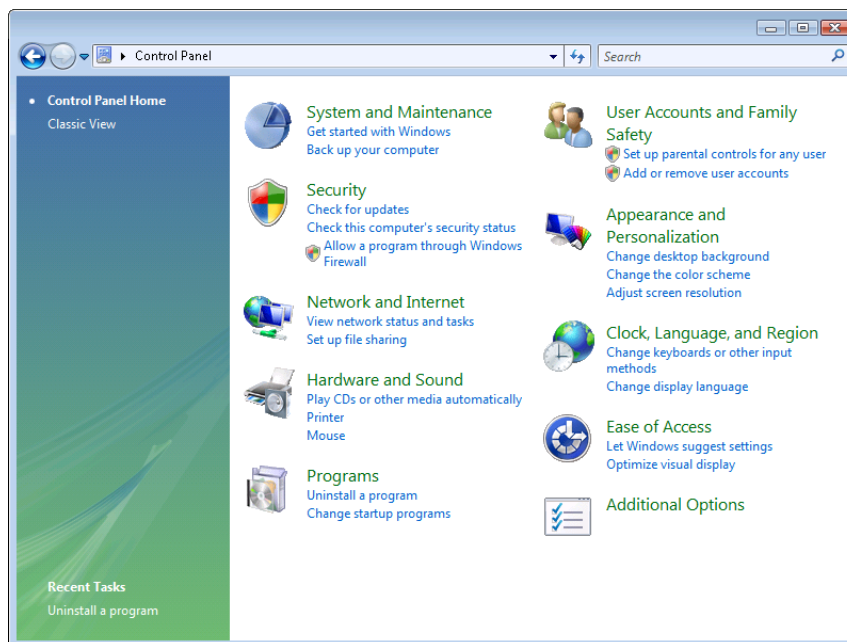 Control Panel
Search
Control Panel Home
Classic View
System and Maintenance
Get started with Windows
Back up your computer
Security
Check for updates
Check this computer's security status
Allow a program through Windows
Firewall
Network and Internet
View network status and tasks
Set up file sharing
Hardware and Sound
Play CDs or other media automatically
Printer
Mouse
Programs
Uninstall a program
Change startup programs
User Accounts and Family
Safety
Set up parental controls for any user
Add or remove user accounts
Appearance and
Personalization
Change desktop background
Change the color scheme
Adjust screen resolution
Clock, Language, and Region
Change keyboards or other input
methods
Change display language
Ease of Access
Let Windows suggest settings
Optimize visual display
Additional Options
Recent Tasks
Uninstall a program